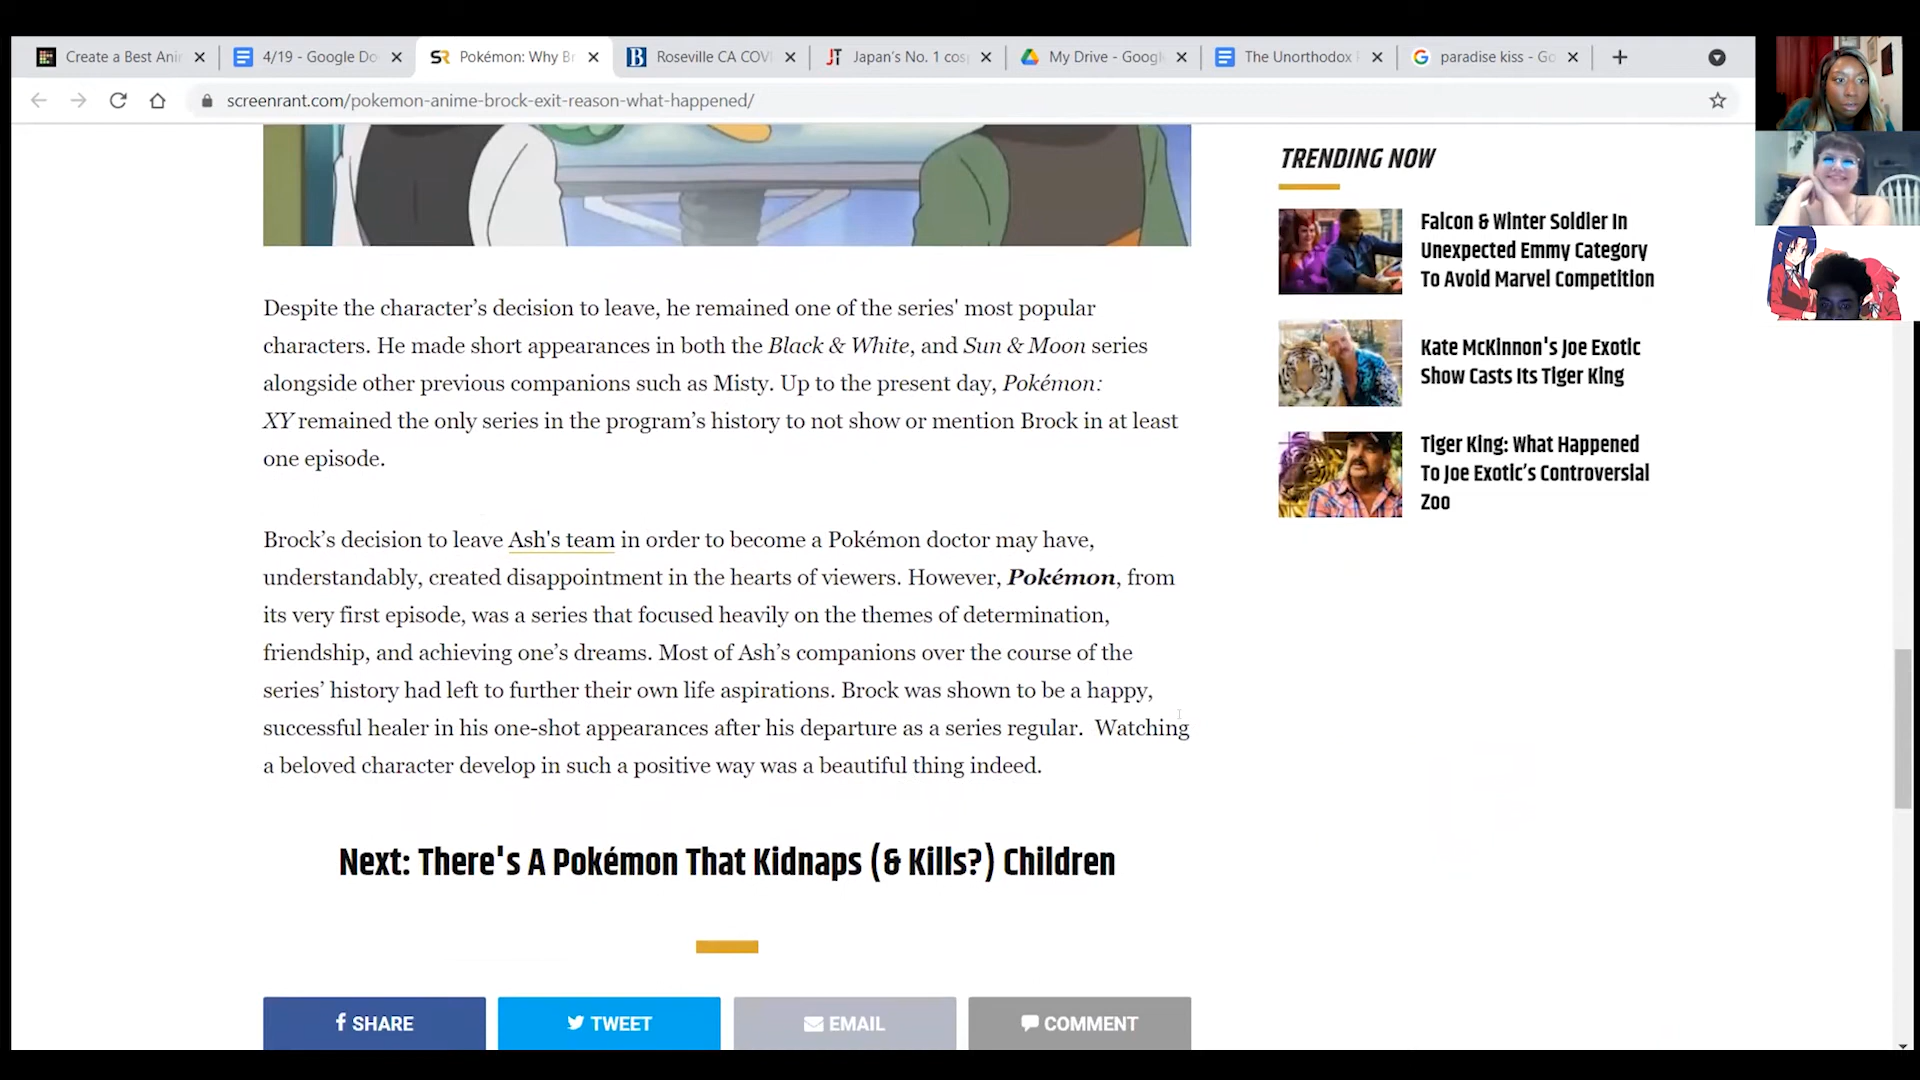 Create a Best Ani
4/19 - Google Do
SR Pokémon: Why Br
B Roseville CA COVI
JT Japan's No. 1 cos
My Drive - Google
The Unorthodox
paradise kiss - Go
screenrant.com/pokemon-anime-brock-exit-reason-what-happened/
Despite the character's decision to leave, he remained one of the series' most popular
characters. He made short appearances in both the Black & White, and Sun & Moon series
alongside other previous companions such as Misty. Up to the present day, Pokémon:
XY remained the only series in the program's history to not show or mention Brock in at least
one episode.
Brock's decision to leave Ash's team in order to become a Pokémon doctor may have,
understandably, created disappointment in the hearts of viewers. However, Pokémon, from
its very first episode, was a series that focused heavily on the themes of determination,
friendship, and achieving one's dreams. Most of Ash's companions over the course of the
series' history had left to further their own life aspirations. Brock was shown to be a happy,
successful healer in his one-shot appearances after his departure as a series regular. Watching
a beloved character develop in such a positive way was a beautiful thing indeed.
Next: There's A Pokémon That Kidnaps (& Kills?) Children
f SHARE
TWEET
EMAIL
COMMENT
TRENDING NOW
Falcon & Winter Soldier In
Unexpected Emmy Category
To Avoid Marvel Competition
Kate McKinnon's Joe Exotic
Show Casts Its Tiger King
Tiger King: What Happened
To Joe Exotic's Controversial
Zoo